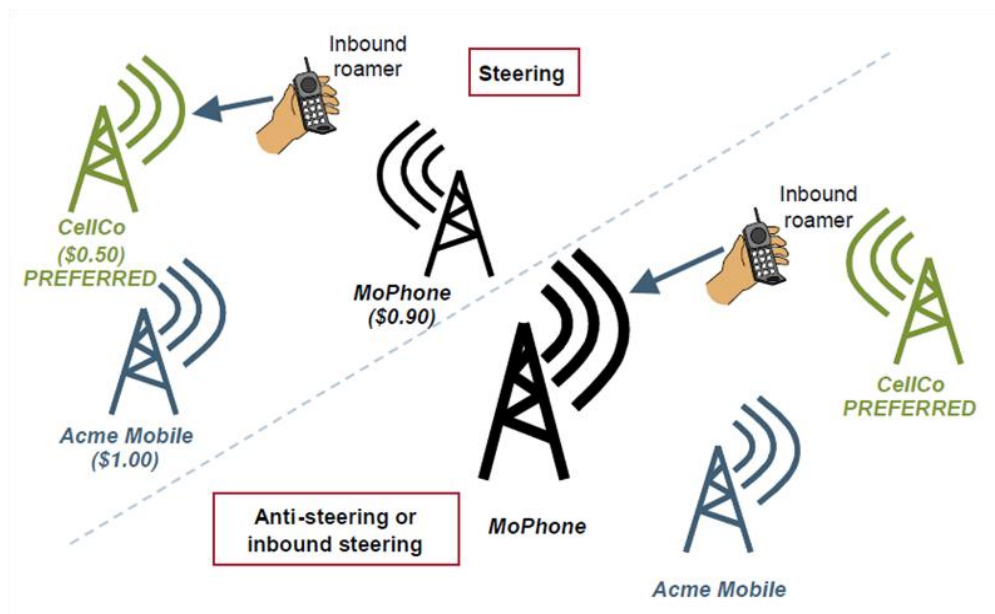 Inbound
roamer
Steering
CellCo
($0.50)
PREFERRED
MoPhone
($0.90)
Acme Mobile
($1.00)
Inbound
roamer
CellCo
PREFERRED
Anti-steering or
inbound steering
MoPhone
Acme Mobile